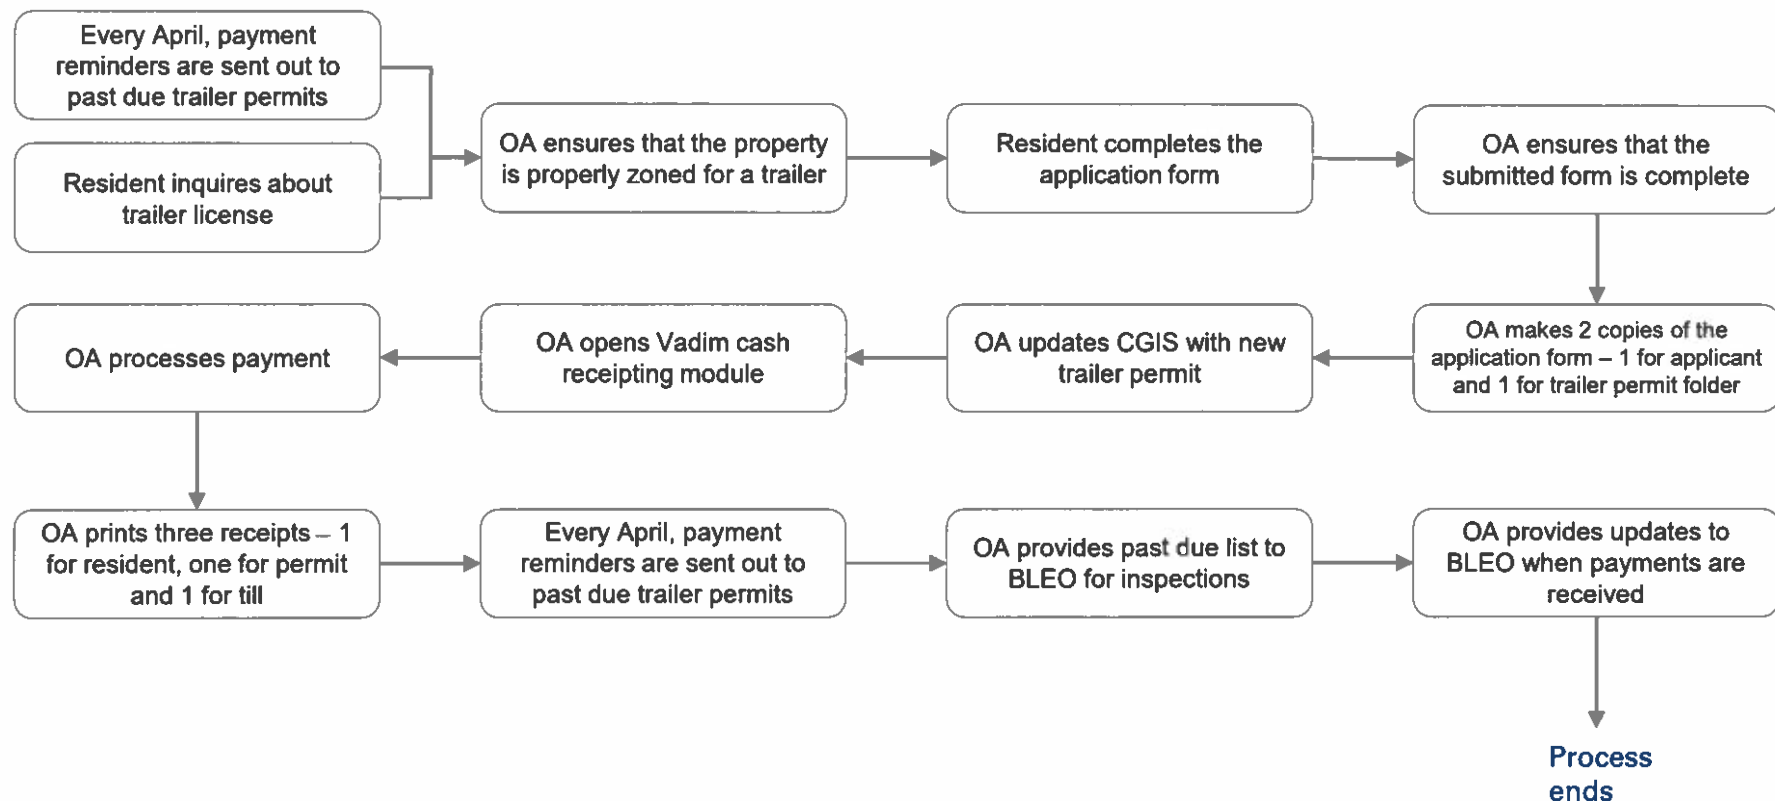 Every April, payment
reminders are sent out to
past due trailer permits
Resident inquires about
trailer license
OA ensures that the property
is properly zoned for a trailer
Resident completes the
application form
OA ensures that the
submitted form is complete
OA makes 2 copies of the
application form – 1 for applicant
and 1 for trailer permit folder
OA updates CGIS with new
trailer permit
OA opens Vadim cash
receipting module
OA processes payment
OA prints three receipts – 1
for resident, one for permit
and 1 for till
Every April, payment
reminders are sent out to
past due trailer permits
OA provides past due list to
BLEO for inspections
OA provides updates to
BLEO when payments are
received
Process
ends